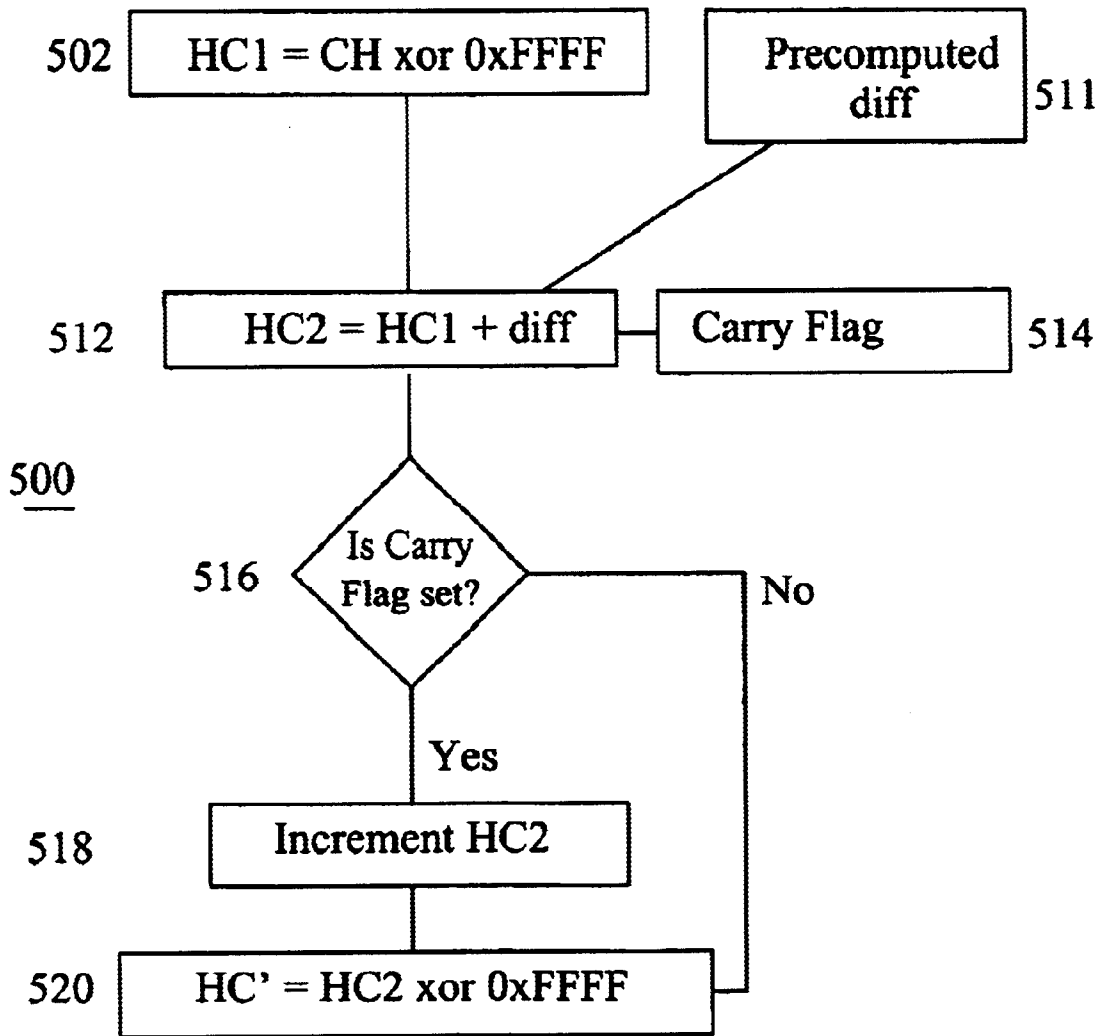 502
HC1 = CH xor 0xFFFF
Precomputed
diff
511
512
HC2 = HC1 + diff
Carry Flag
514
500
516
Is Carry
Flag set?
No
Yes
518
Increment HC2
520
HC’ = HC2 xor 0xFFFF